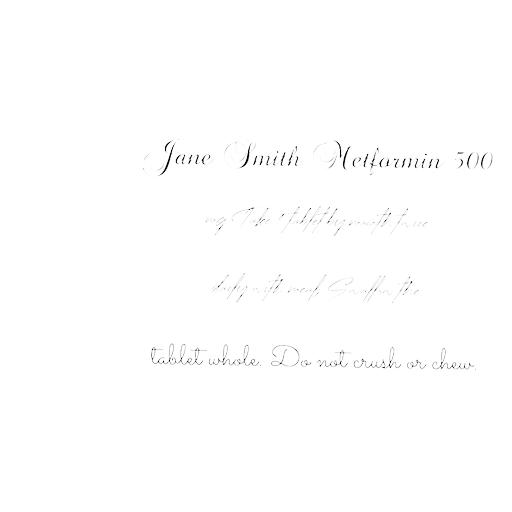 Jane Smith Metformin 500
mg. Take 1 tablet by mouth twice
daily with meals. Swallow the
tablet whole. Do not crush or chew.